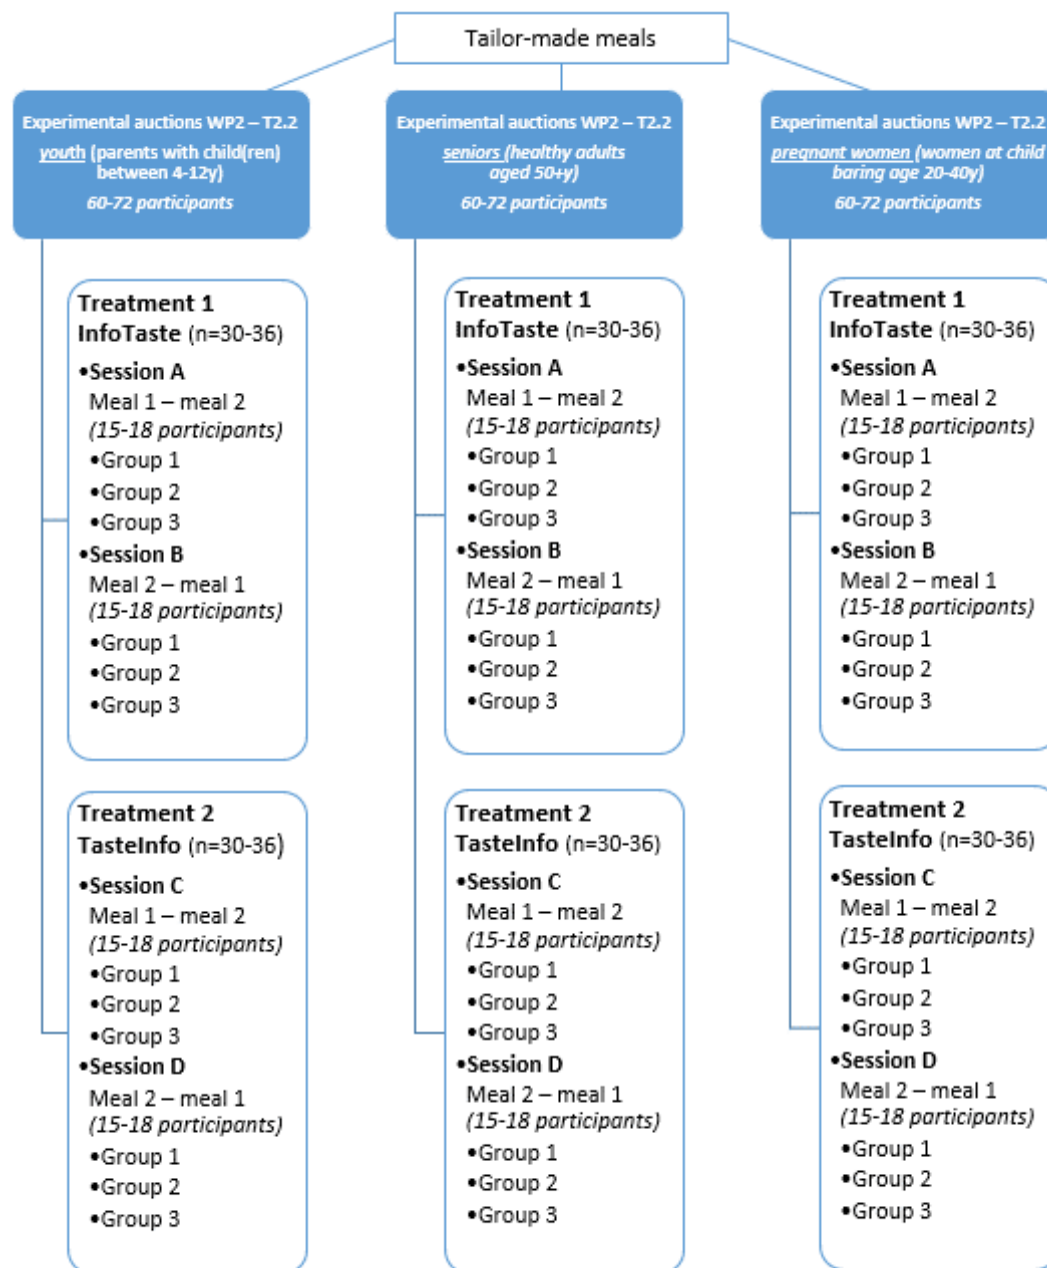 Tailor-made meals
Experimental auctions WP2 – T2.2
youth (parents with child(ren)
between 4-12y)
60-72 participants
Treatment 1
InfoTaste (n=30-36)
•Session A
Meal 1 – meal 2
(15-18 participants)
•Group 1
•Group 2
•Group 3
•Session B
Meal 2 – meal 1
(15-18 participants)
•Group 1
•Group 2
•Group 3
Treatment 2
TasteInfo (n=30-36)
•Session C
Meal 1 – meal 2
(15-18 participants)
•Group 1
•Group 2
•Group 3
•Session D
Meal 2 – meal 1
(15-18 participants)
•Group 1
•Group 2
•Group 3
Experimental auctions WP2 – T2.2
seniors (healthy adults
aged 50+y)
60-72 participants
Treatment 1
InfoTaste (n=30-36)
•Session A
Meal 1 – meal 2
(15-18 participants)
•Group 1
•Group 2
•Group 3
•Session B
Meal 2 – meal 1
(15-18 participants)
•Group 1
•Group 2
•Group 3
Treatment 2
TasteInfo (n=30-36)
•Session C
Meal 1 – meal 2
(15-18 participants)
•Group 1
•Group 2
•Group 3
•Session D
Meal 2 – meal 1
(15-18 participants)
•Group 1
•Group 2
•Group 3
Experimental auctions WP2 – T2.2
pregnant women (women at child
baring age 20-40y)
60-72 participants
Treatment 1
InfoTaste (n=30-36)
•Session A
Meal 1 – meal 2
(15-18 participants)
•Group 1
•Group 2
•Group 3
•Session B
Meal 2 – meal 1
(15-18 participants)
•Group 1
•Group 2
•Group 3
Treatment 2
TasteInfo (n=30-36)
•Session C
Meal 1 – meal 2
(15-18 participants)
•Group 1
•Group 2
•Group 3
•Session D
Meal 2 – meal 1
(15-18 participants)
•Group 1
•Group 2
•Group 3